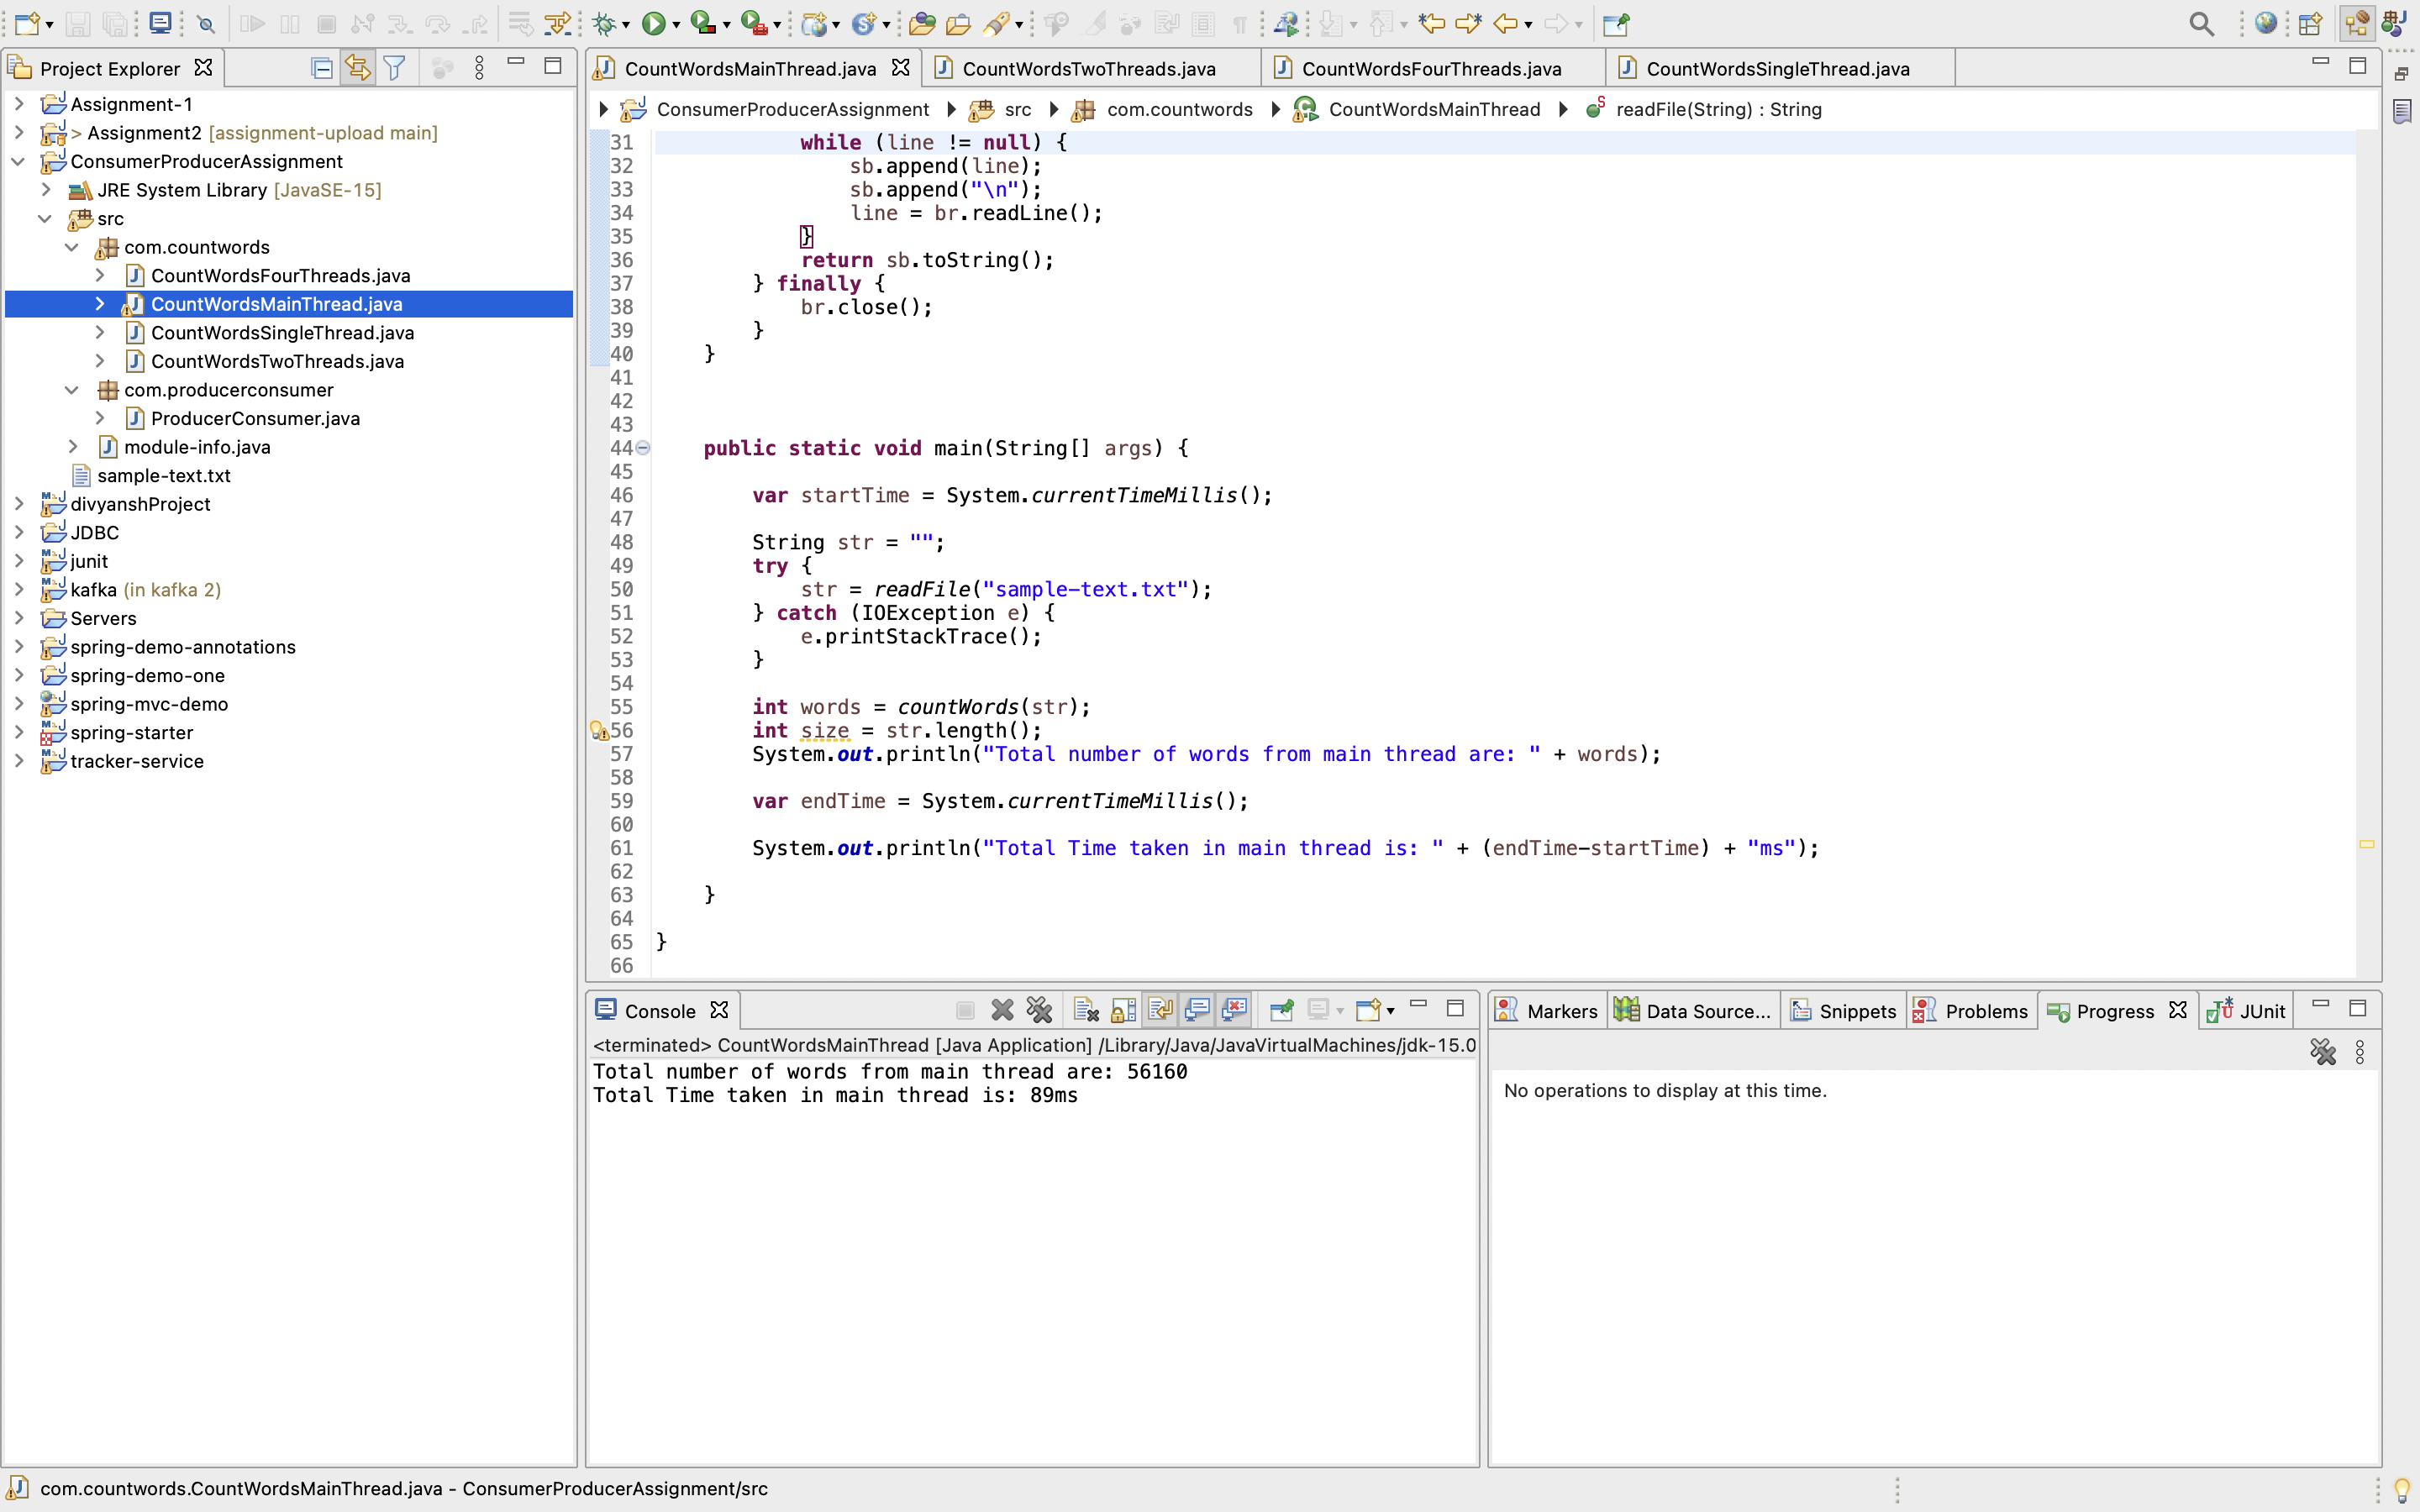 Project Explorer
Assignment-1
> Assignment2 [assignment-upload main]
ConsumerProducerAssignment
JRE System Library [JavaSE-15]
src
com.countwords
CountWordsFourThreads.java
CountWordsMainThread.java
CountWordsSingleThread.java
CountWordsTwoThreads.java
com.producerconsumer
ProducerConsumer.java
module-info.java
sample-text.txt
divyanshProject
JDBC
junit
kafka (in kafka 2)
Servers
spring-demo-annotations
spring-demo-one
spring-mvc-demo
spring-starter
tracker-service
CountWordsMainThread.java CountWordsTwoThreads.java CountWordsFourThreads.java CountWordsSingleThread.java
ConsumerProducerAssignment src com.countwords CountWordsMainThread readFile(String) : String
31 while (line != null) {
32 sb.append(line);
33 sb.append("\n");
34 line = br.readLine();
35 }
36 return sb.toString();
37 } finally {
38 br.close();
39 }
40 }
41
42
43
44 public static void main(String[] args) {
45
46 var startTime = System.currentTimeMillis();
47
48 String str = "";
49 try {
50 str = readFile("sample-text.txt");
51 } catch (IOException e) {
52 e.printStackTrace();
53 }
54
55 int words = countWords(str);
56 int size = str.length();
57 System.out.println("Total number of words from main thread are: " + words);
58
59 var endTime = System.currentTimeMillis();
60
61 System.out.println("Total Time taken in main thread is: " + (endTime-startTime) + "ms");
62
63 }
64
65 }
66
Console
<terminated> CountWordsMainThread [Java Application] /Library/Java/JavaVirtualMachines/jdk-15.0
Total number of words from main thread are: 56160
Total Time taken in main thread is: 89ms
Markers Data Source... Snippets Problems Progress JUnit
No operations to display at this time.
com.countwords.CountWordsMainThread.java - ConsumerProducerAssignment/src